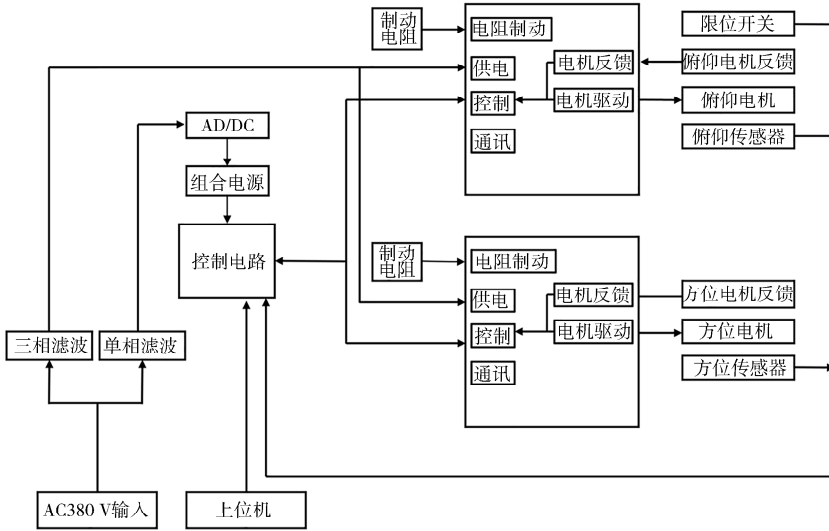 制动
电阻
电阻制动
供电
控制
通讯
电机反馈
电机驱动
限位开关
俯仰电机反馈
俯仰电机
俯仰传感器
AD/DC
组合电源
控制电路
制动
电阻
电阻制动
供电
控制
通讯
电机反馈
电机驱动
方位电机反馈
方位电机
方位传感器
三相滤波
单相滤波
AC380 V输入
上位机